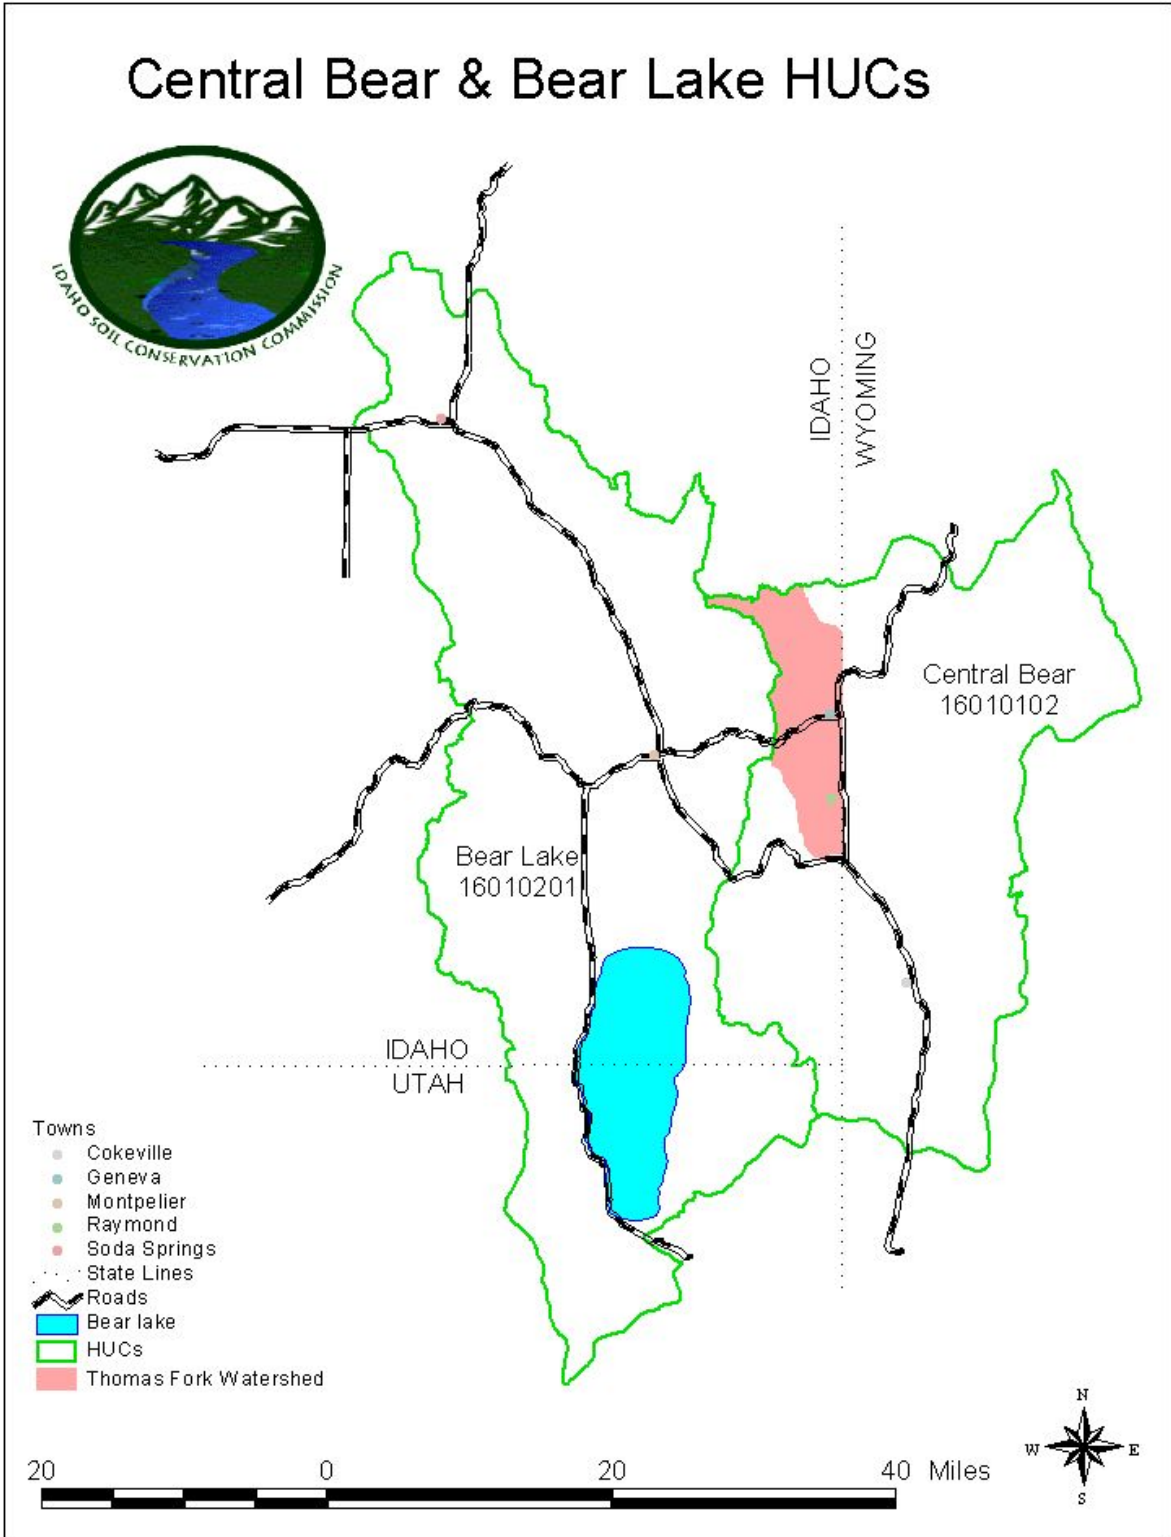 Central Bear & Bear Lake HUCs
IDAHO SOIL CONSERVATION COMMISSION
IDAHO
WYOMING
Central Bear
16010102
Bear Lake
16010201
IDAHO
UTAH
Towns
Cokeville
Geneva
Montpelier
Raymond
Soda Springs
State Lines
Roads
Bear lake
HUCs
Thomas Fork Watershed
N
W E
S
20 0 20 40 Miles